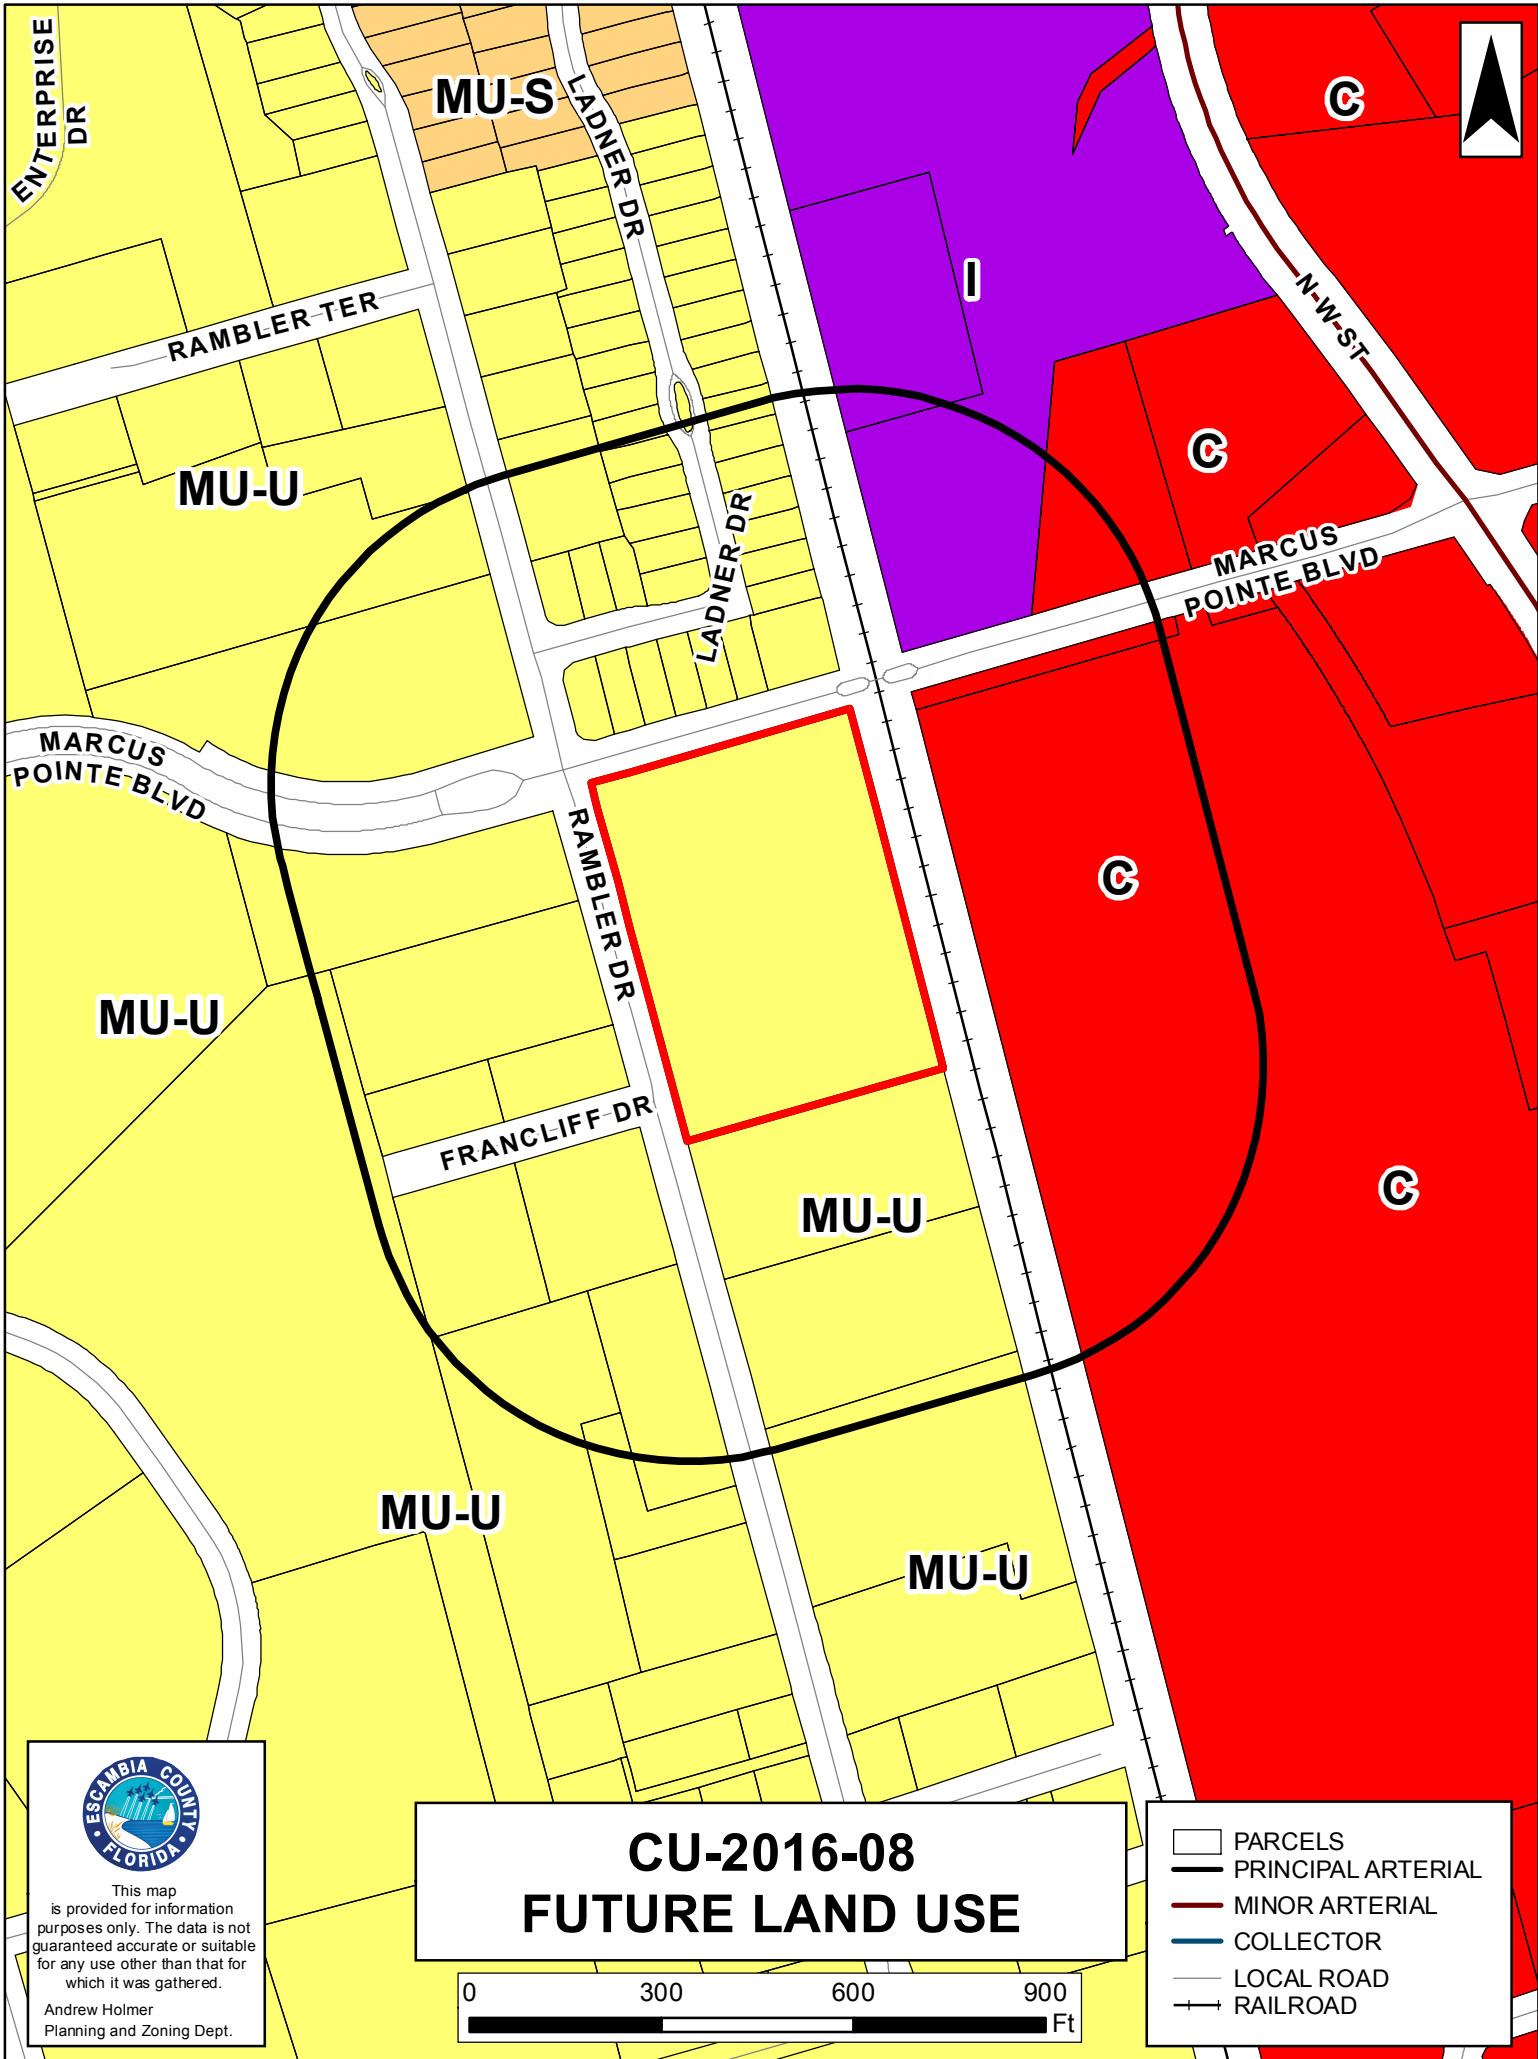 ENTERPRISE
DR
MU-S
LADNER DR
C
I
N W ST
RAMBLER TER
C
MU-U
MARCUS
POINTE BLVD
LADNER DR
MARCUS
POINTE BLVD
RAMBLER DR
C
MU-U
FRANCLIFF DR
C
MU-U
MU-U
MU-U
ESCAMBIA COUNTY
FLORIDA
This map
is provided for information
purposes only. The data is not
guaranteed accurate or suitable
for any use other than that for
which it was gathered.
Andrew Holmer
Planning and Zoning Dept.
CU-2016-08
FUTURE LAND USE
0 300 600 900
Ft
PARCELS
PRINCIPAL ARTERIAL
MINOR ARTERIAL
COLLECTOR
LOCAL ROAD
RAILROAD